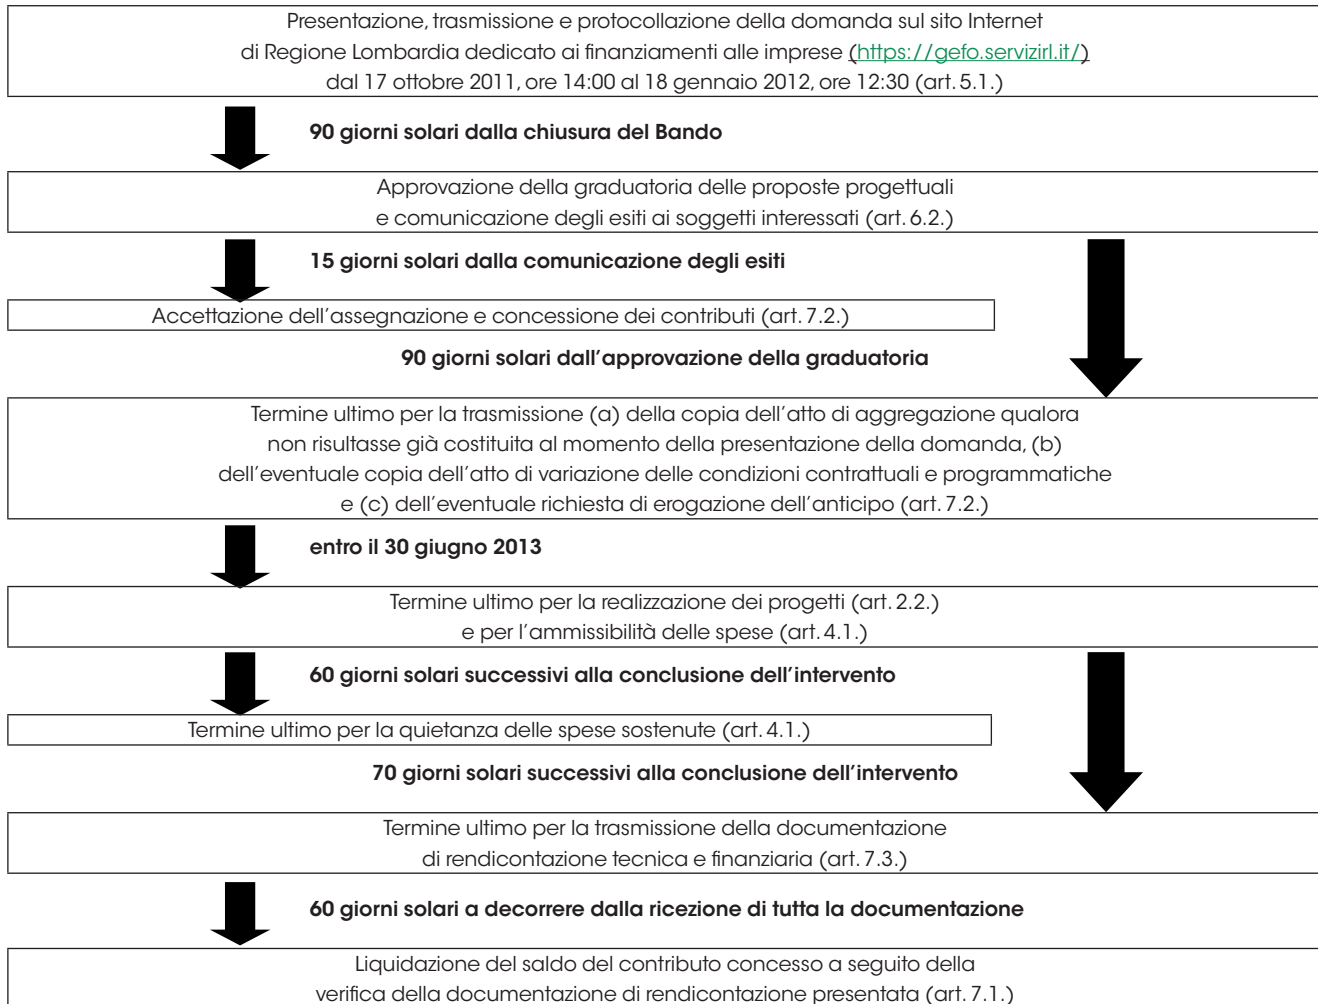 Presentazione, trasmissione e protocollazione della domanda sul sito Internet
di Regione Lombardia dedicato ai finanziamenti alle imprese (https://gefo.servizirl.it/)
dal 17 ottobre 2011, ore 14:00 al 18 gennaio 2012, ore 12:30 (art. 5.1.)
90 giorni solari dalla chiusura del Bando
Approvazione della graduatoria delle proposte progettuali
e comunicazione degli esiti ai soggetti interessati (art. 6.2.)
15 giorni solari dalla comunicazione degli esiti
Accettazione dell'assegnazione e concessione dei contributi (art. 7.2.)
90 giorni solari dall'approvazione della graduatoria
Termine ultimo per la trasmissione (a) della copia dell'atto di aggregazione qualora
non risultasse già costituita al momento della presentazione della domanda, (b)
dell'eventuale copia dell'atto di variazione delle condizioni contrattuali e programmatiche
e (c) dell'eventuale richiesta di erogazione dell'anticipo (art. 7.2.)
entro il 30 giugno 2013
Termine ultimo per la realizzazione dei progetti (art. 2.2.)
e per l'ammissibilità delle spese (art. 4.1.)
60 giorni solari successivi alla conclusione dell'intervento
Termine ultimo per la quietanza delle spese sostenute (art. 4.1.)
70 giorni solari successivi alla conclusione dell'intervento
Termine ultimo per la trasmissione della documentazione
di rendicontazione tecnica e finanziaria (art. 7.3.)
60 giorni solari a decorrere dalla ricezione di tutta la documentazione
Liquidazione del saldo del contributo concesso a seguito della
verifica della documentazione di rendicontazione presentata (art. 7.1.)